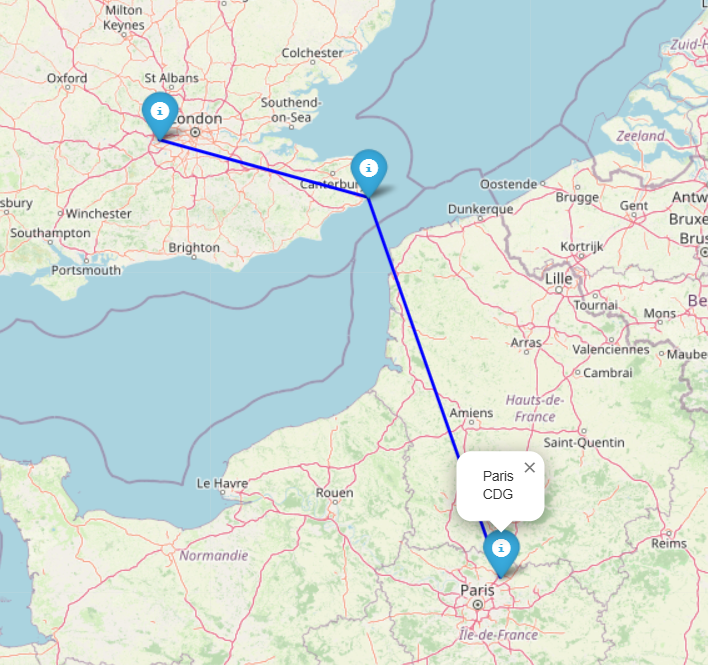 Milton
Keynes
Colchester
Zuid-H
Oxford
St Albans
Southend-
on-Sea
London
Zeeland
Canterbury
Oostende
Brugge
Antw
sbury
Winchester
Dunkerque
Gent
Bruxe
Southampton
Brus
Brighton
Kortrijk
Portsmouth
Lille
Tournai
Be
Mons
Arras
Valenciennes
Maube
Cambrai
Hauts-de-
France
Amiens
Saint-Quentin
Paris
CDG
Le Havre
Rouen
Normandie
Reims
Paris
Île-de-France